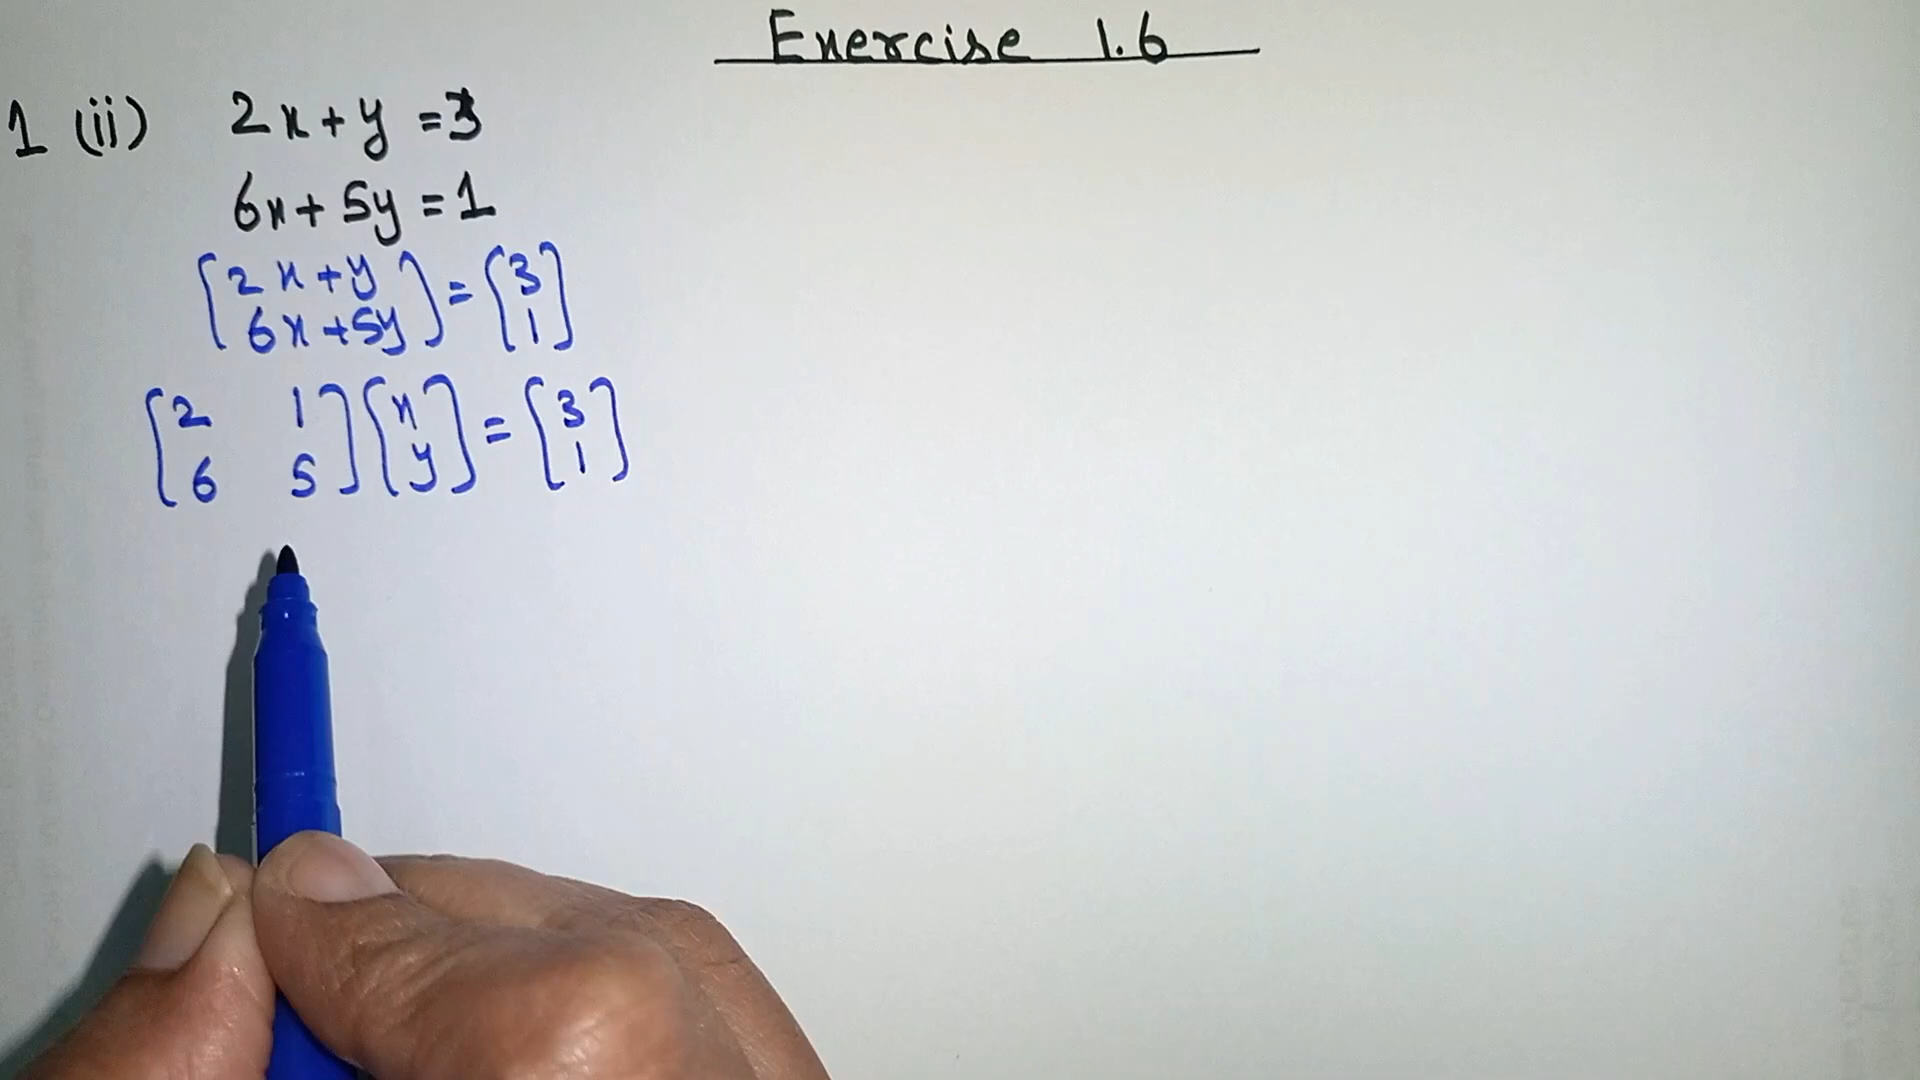 Exercise 1.6
1 (ii) 2x + y = 3
6x + 5y = 1
[2x + y
6x + 5y] = [3
1]
[2 1
6 5] [x
y] = [3
1]